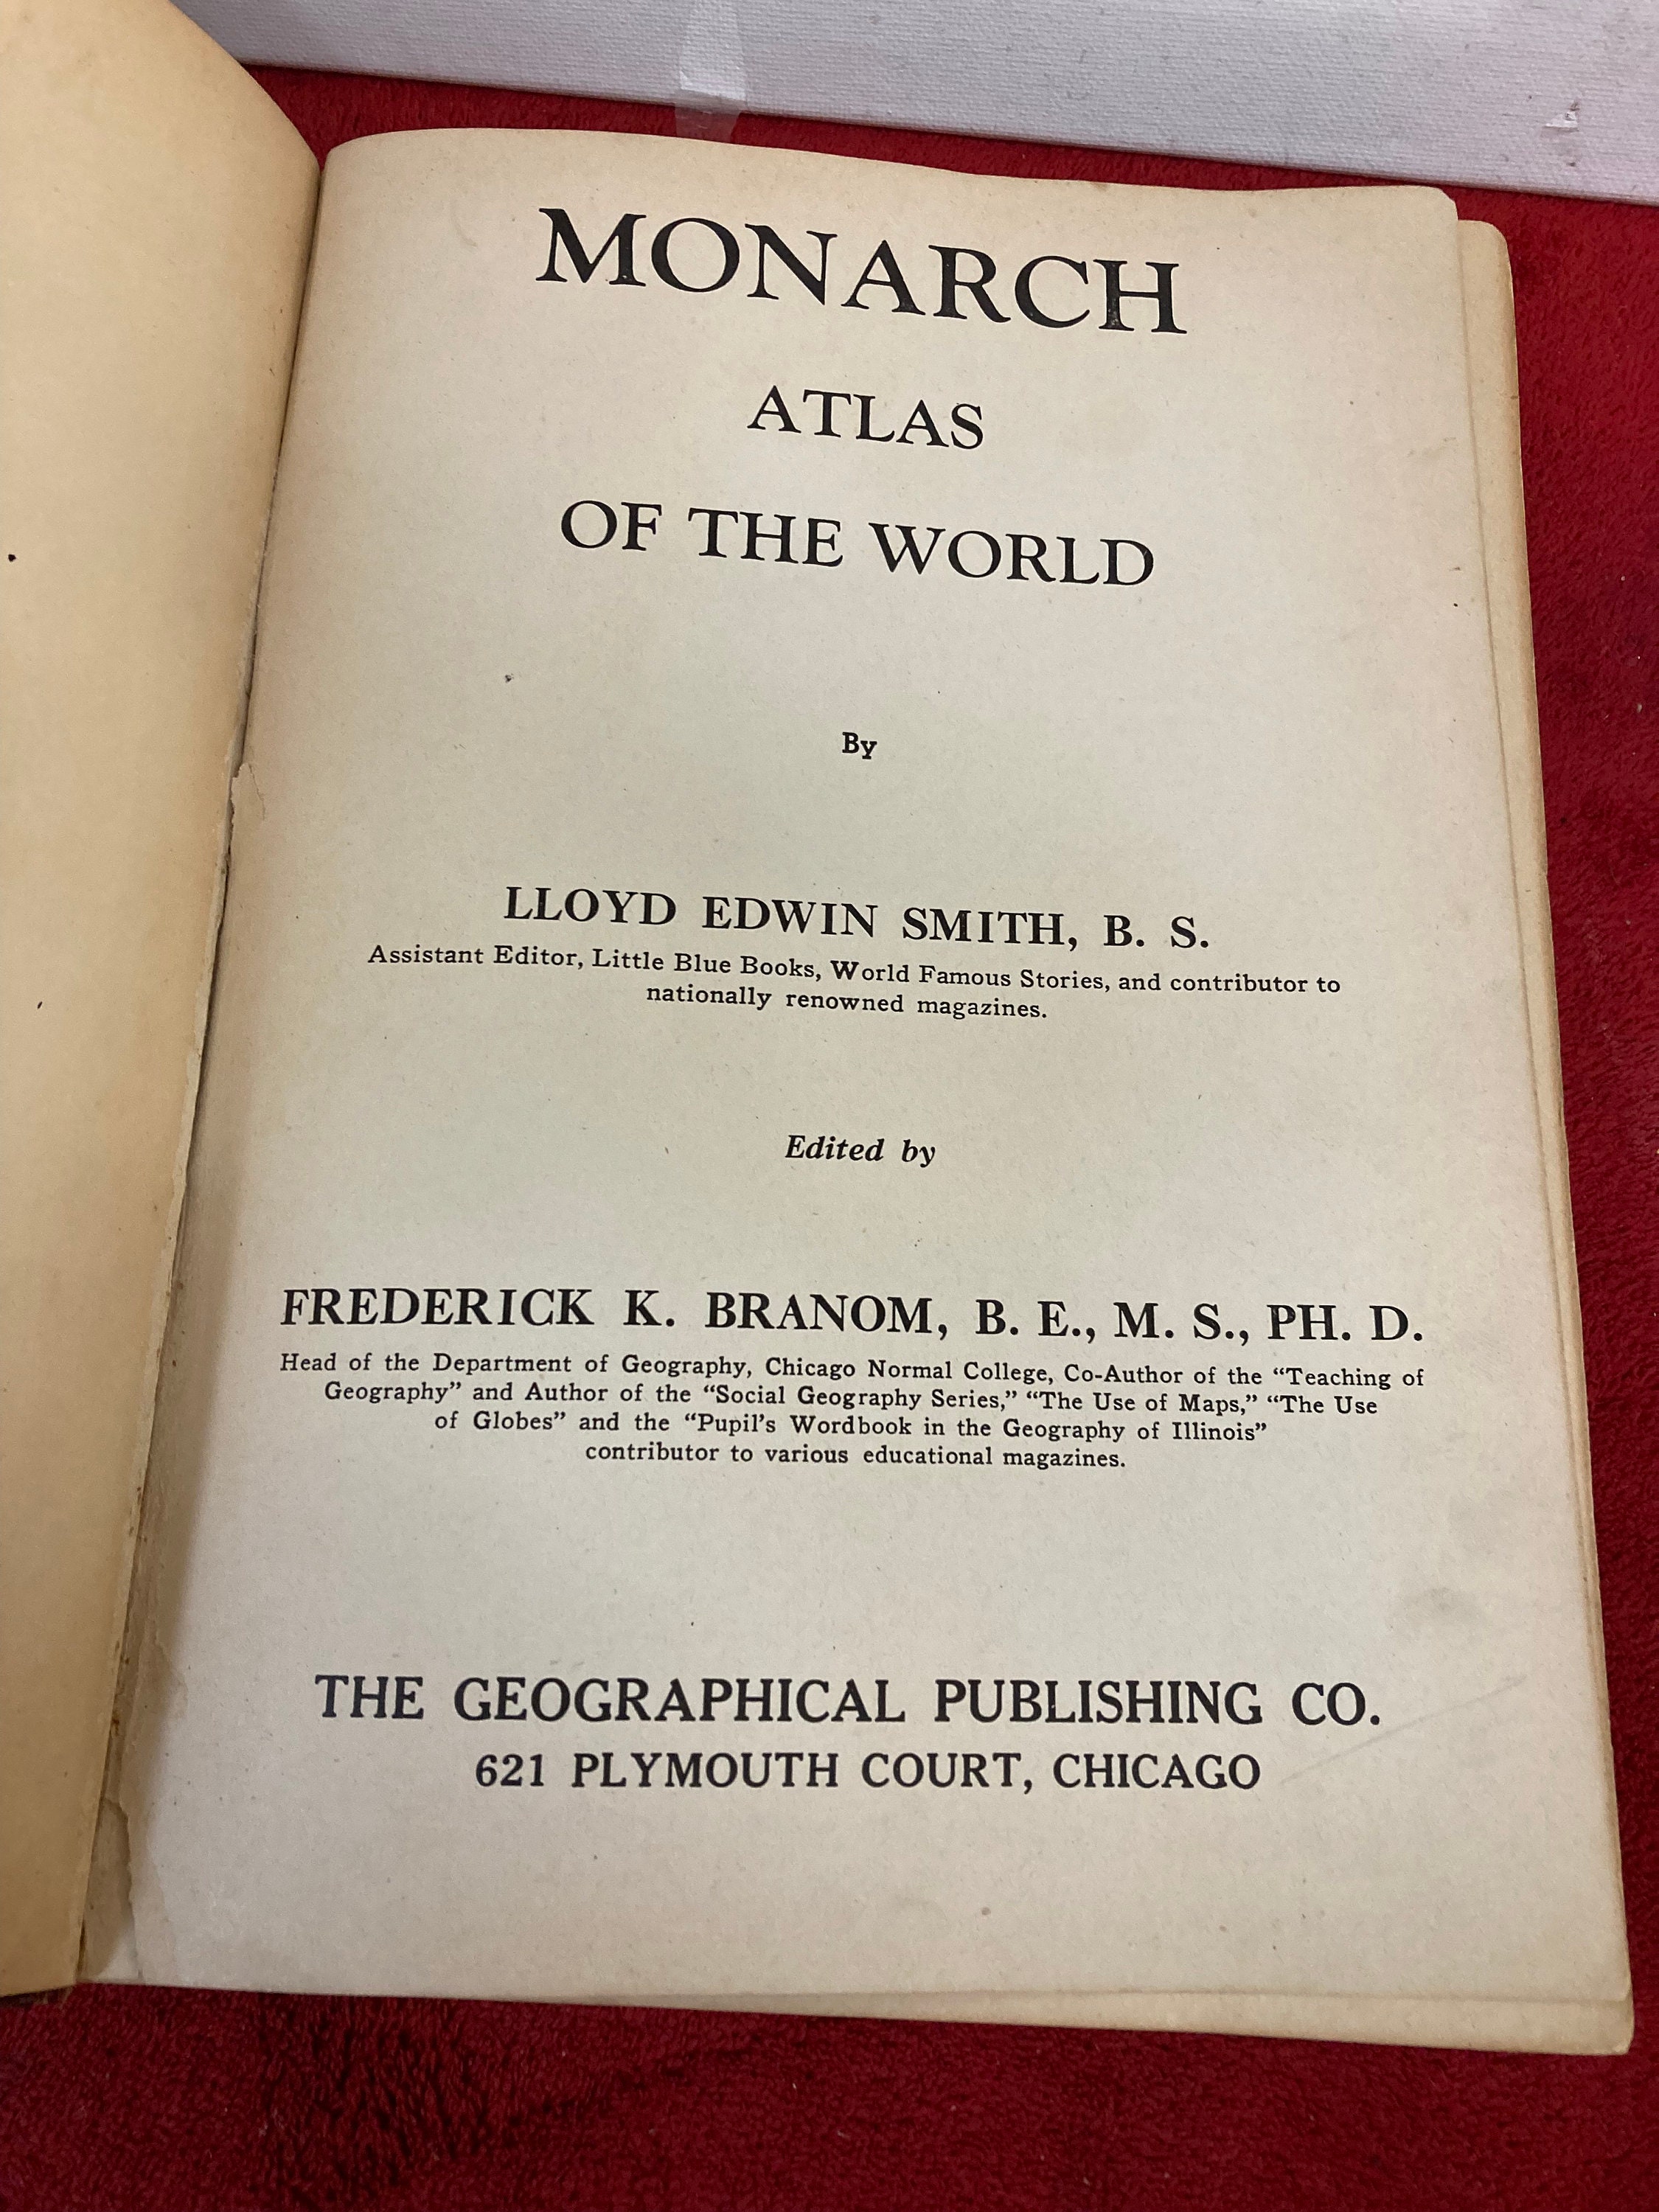 MONARCH
ATLAS
OF THE WORLD
By
LLOYD EDWIN SMITH, B. S.
Assistant Editor, Little Blue Books, World Famous Stories, and contributor to
nationally renowned magazines.
Edited by
FREDERICK K. BRANOM, B. E., M. S., PH. D.
Head of the Department of Geography, Chicago Normal College, Co-Author of the “Teaching of
Geography” and Author of the “Social Geography Series,” “The Use of Maps,” “The Use
of Globes” and the “Pupil’s Wordbook in the Geography of Illinois”
contributor to various educational magazines.
THE GEOGRAPHICAL PUBLISHING CO.
621 PLYMOUTH COURT, CHICAGO